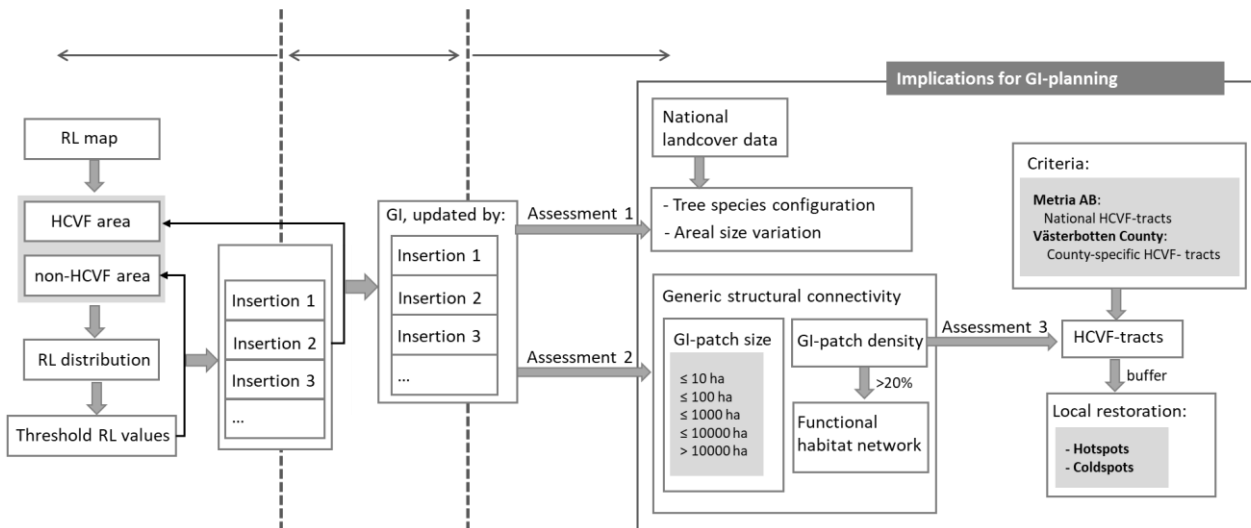 Implications for GI-planning
RL map
HCVF area
non-HCVF area
RL distribution
Threshold RL values
Insertion 1
Insertion 2
Insertion 3
...
GI, updated by:
Insertion 1
Insertion 2
Insertion 3
...
Assessment 1
Assessment 2
National
landcover data
- Tree species configuration
- Areal size variation
Generic structural connectivity
GI-patch size
≤ 10 ha
≤ 100 ha
≤ 1000 ha
≤ 10000 ha
> 10000 ha
GI-patch density
>20%
Functional
habitat network
Assessment 3
Criteria:
Metria AB:
National HCVF-tracts
Västerbotten County:
County-specific HCVF- tracts
HCVF-tracts
buffer
Local restoration:
- Hotspots
- Coldspots